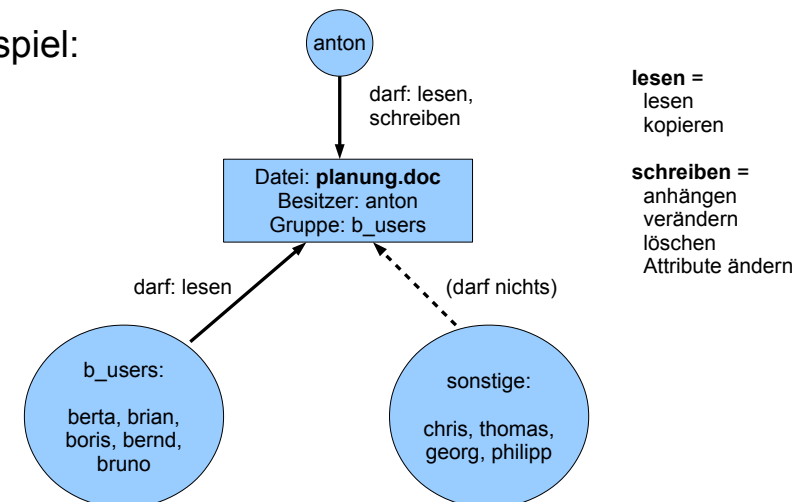 spiel:
anton
darf: lesen,
schreiben
lesen =
lesen
kopieren
schreiben =
anhängen
verändern
löschen
Attribute ändern
Datei: planung.doc
Besitzer: anton
Gruppe: b_users
darf: lesen
(darf nichts)
b_users:
berta, brian,
boris, bernd,
bruno
sonstige:
chris, thomas,
georg, philipp